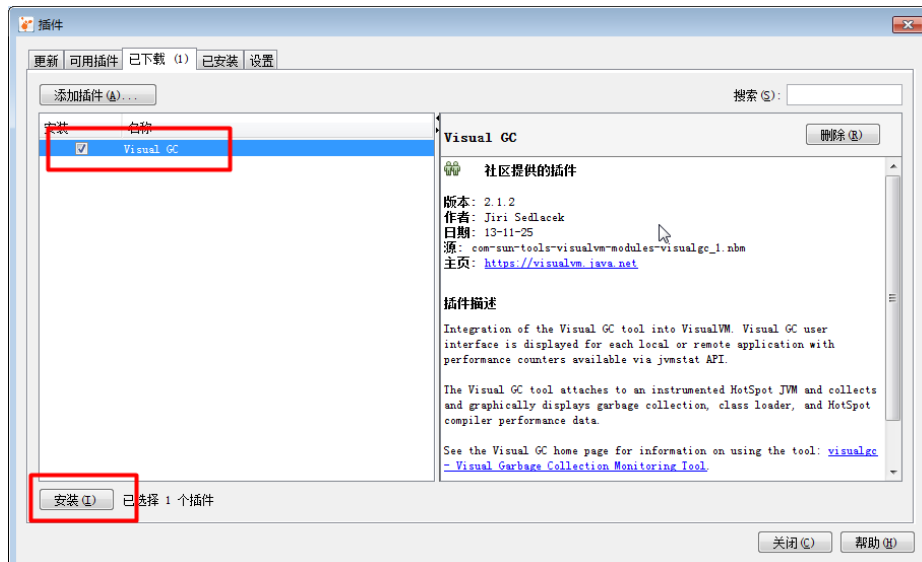 插件
更新 可用插件 已下载 (1) 已安装 设置
添加插件(A)... 搜索(S):
安装 名称
Visual GC
Visual GC 删除(R)
社区提供的插件
版本: 2.1.2
作者: Jiri Sedlacek
日期: 13-11-25
源: com-sun-tools-visualvm-modules-visualgc_1.nbm
主页: https://visualvm.java.net
插件描述
Integration of the Visual GC tool into VisualVM. Visual GC user
interface is displayed for each local or remote application with
performance counters available via jvmstat API.
The Visual GC tool attaches to an instrumented HotSpot JVM and collects
and graphically displays garbage collection, class loader, and HotSpot
compiler performance data.
See the Visual GC home page for information on using the tool: visualgc
- Visual Garbage Collection Monitoring Tool.
安装(I) 已选择 1 个插件
关闭(C) 帮助(H)